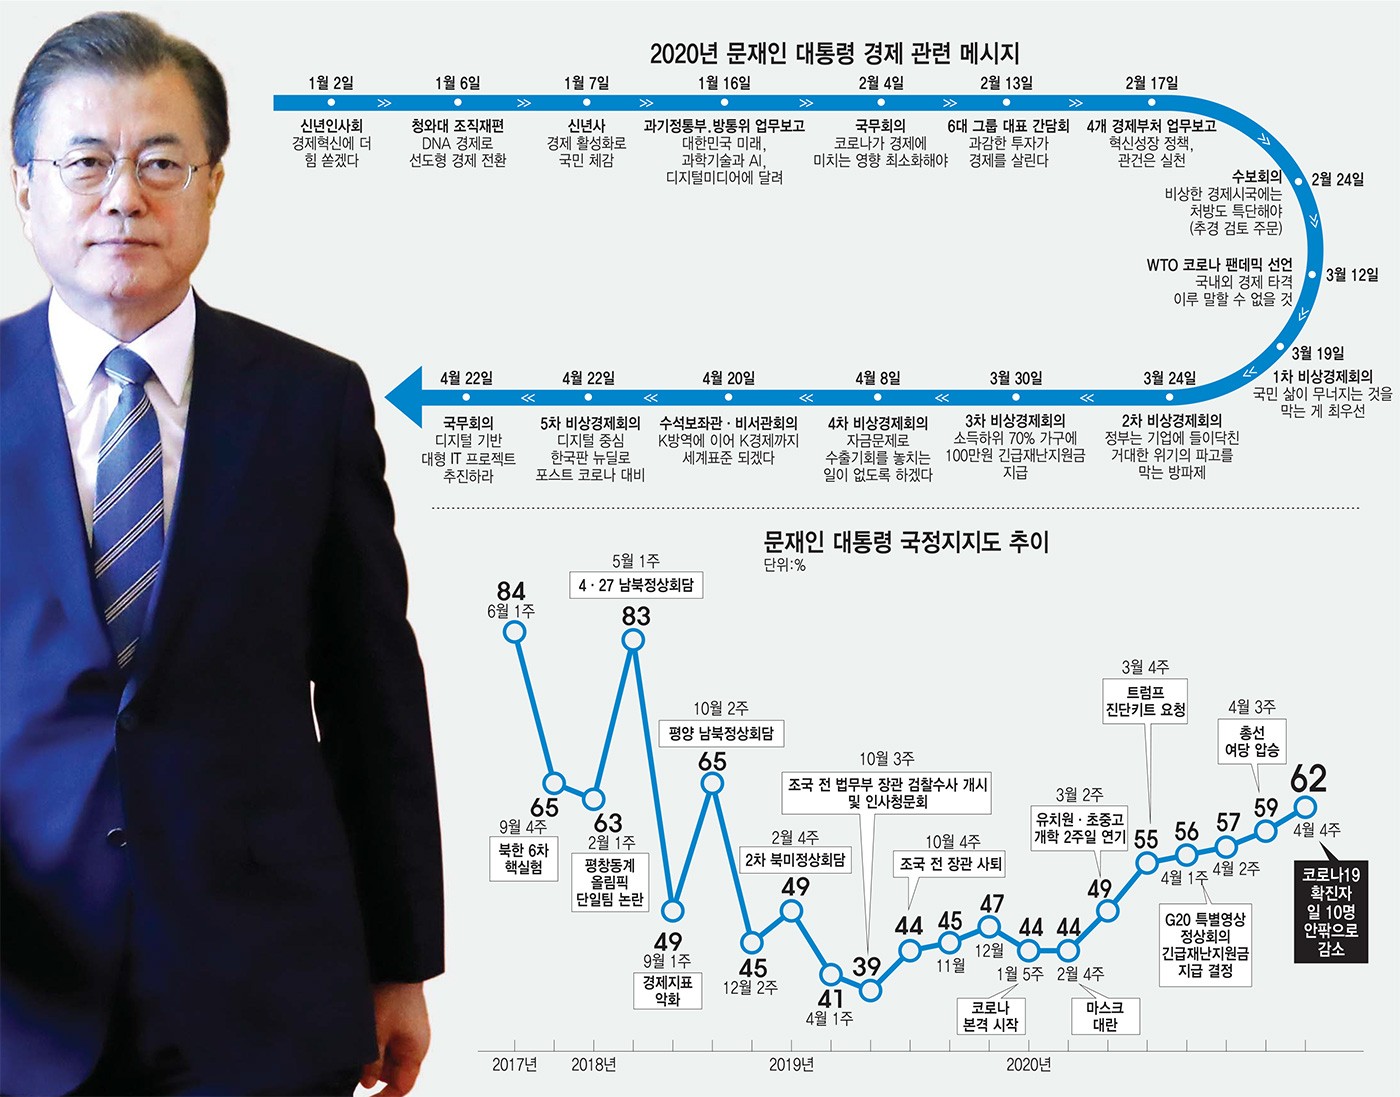 2020년 문재인 대통령 경제 관련 메시지
1월 2일
신년인사회
경제혁신에 더
힘 쏟겠다
1월 6일
청와대 조직재편
DNA 경제로
선도형 경제 전환
1월 7일
신년사
경제 활성화로
국민 체감
1월 16일
과기정통부.방통위 업무보고
대한민국 미래,
과학기술과 AI,
디지털미디어에 달려
2월 4일
국무회의
코로나가 경제에
미치는 영향 최소화해야
2월 13일
6대 그룹 대표 간담회
과감한 투자가
경제를 살린다
2월 17일
4개 경제부처 업무보고
혁신성장 정책,
관건은 실천
2월 24일
수보회의
비상한 경제시국에는
처방도 특단해야
(추경 검토 주문)
3월 12일
WTO 코로나 팬데믹 선언
국내외 경제 타격
이루 말할 수 없을 것
3월 19일
1차 비상경제회의
국민 삶이 무너지는 것을
막는 게 최우선
3월 24일
2차 비상경제회의
정부는 기업에 들이닥친
거대한 위기의 파고를
막는 방파제
3월 30일
3차 비상경제회의
소득하위 70% 가구에
100만원 긴급재난지원금
지급
4월 8일
4차 비상경제회의
자금문제로
수출기회를 놓치는
일이 없도록 하겠다
4월 20일
수석보좌관 · 비서관회의
K방역에 이어 K경제까지
세계표준 되겠다
4월 22일
5차 비상경제회의
디지털 중심
한국판 뉴딜로
포스트 코로나 대비
4월 22일
국무회의
디지털 기반
대형 IT 프로젝트
추진하라
문재인 대통령 국정지지도 추이
단위:%
84
6월 1주
65
9월 4주
북한 6차
핵실험
63
2월 1주
평창동계
올림픽
단일팀 논란
5월 1주
4 · 27 남북정상회담
83
49
9월 1주
경제지표
악화
10월 2주
평양 남북정상회담
65
45
12월 2주
2월 4주
2차 북미정상회담
49
41
4월 1주
10월 3주
조국 전 법무부 장관 검찰수사 개시
및 인사청문회
39
10월 4주
조국 전 장관 사퇴
44
45
11월
47
12월
44
1월 5주
코로나
본격 시작
44
2월 4주
마스크
대란
3월 2주
유치원 · 초중고
개학 2주일 연기
49
3월 4주
트럼프
진단키트 요청
55
56
4월 1주
G20 특별영상
정상회의
긴급재난지원금
지급 결정
57
4월 2주
4월 3주
총선
여당 압승
59
62
4월 4주
코로나19
확진자
일 10명
안팎으로
감소
2017년
2018년
2019년
2020년